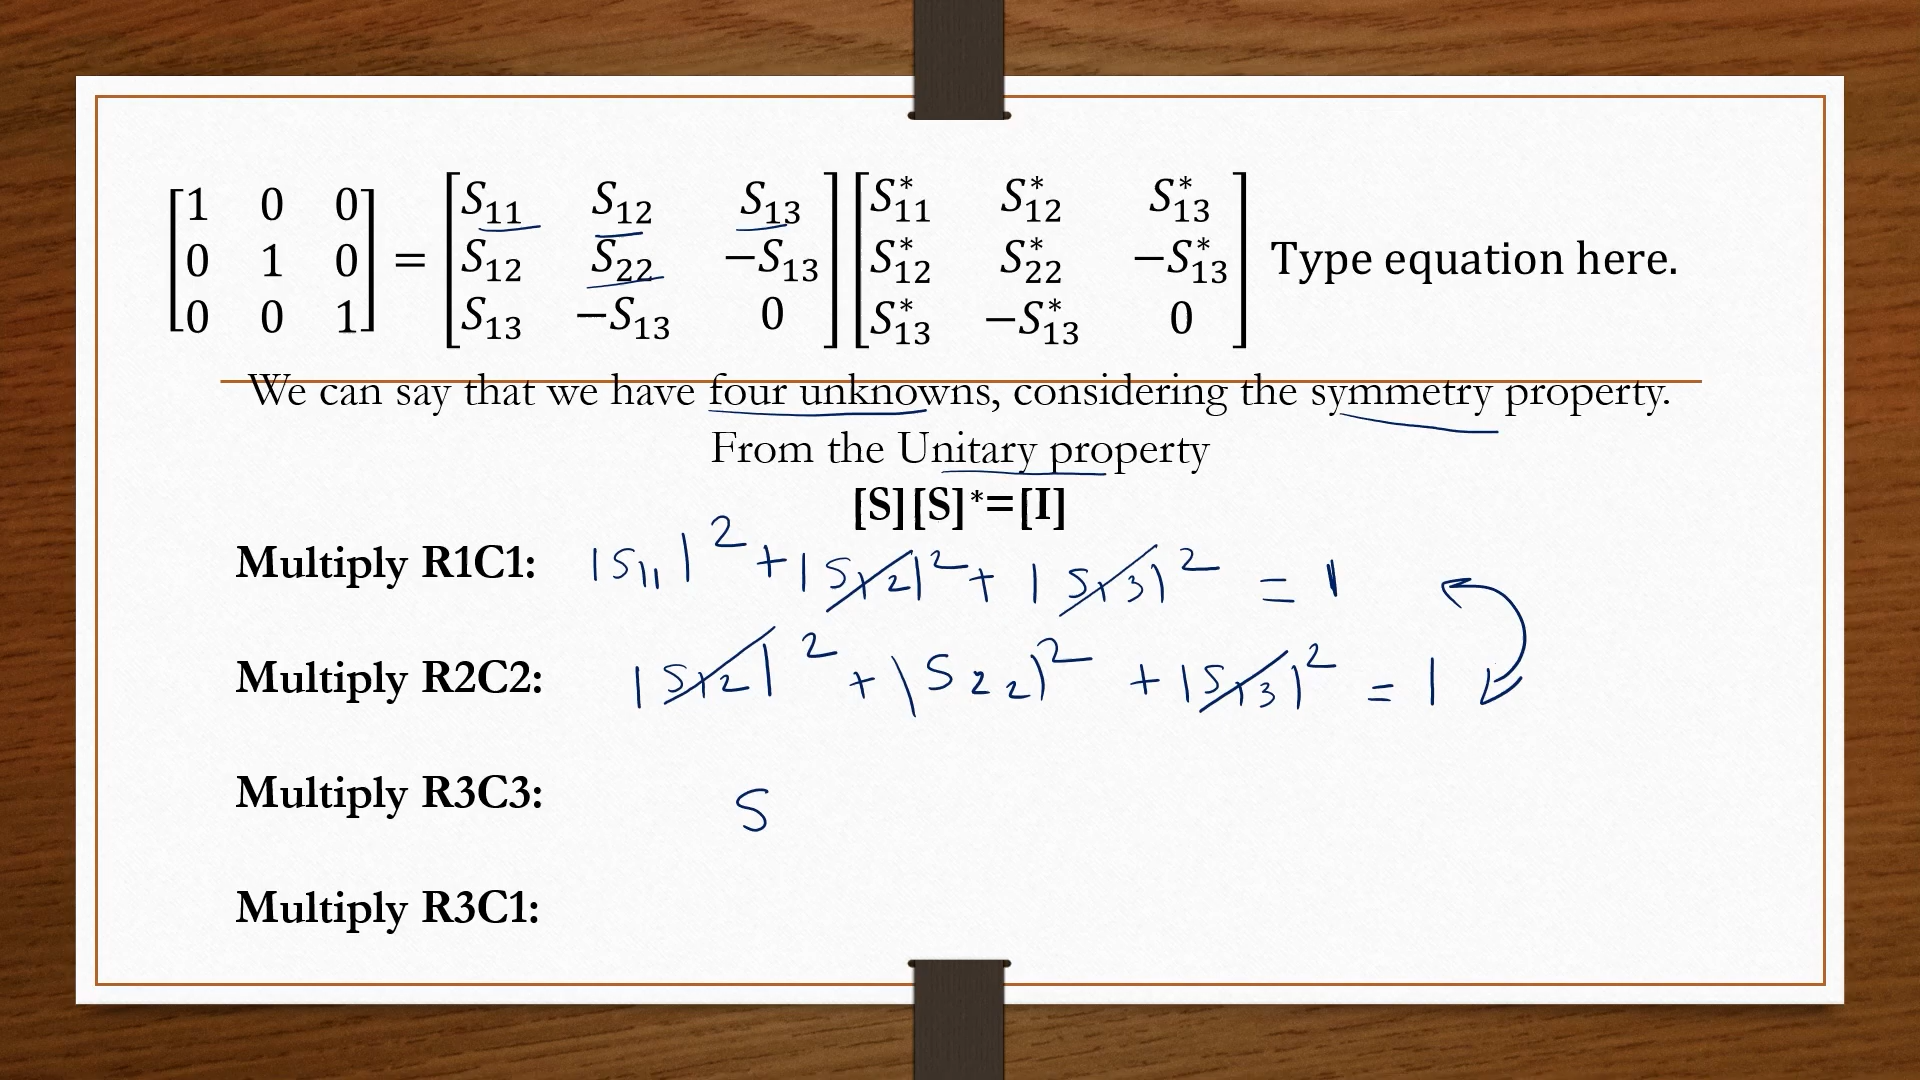 [1 0 0; 0 1 0; 0 0 1] = [S₁₁ S₁₂ S₁₃; S₁₂ S₂₂ −S₁₃; S₁₃ −S₁₃ 0] [S*₁₁ S*₁₂ S*₁₃; S*₁₂ S*₂₂ −S*₁₃; S*₁₃ −S*₁₃ 0] Type equation here.
We can say that we have four unknowns, considering the symmetry property.
From the Unitary property
[S][S]*=[I]
Multiply R1C1: |S₁₁|² + |S₁₂|² + |S₁₃|² = 1
Multiply R2C2: |S₁₂|² + |S₂₂|² + |S₁₃|² = 1
Multiply R3C3: S
Multiply R3C1: